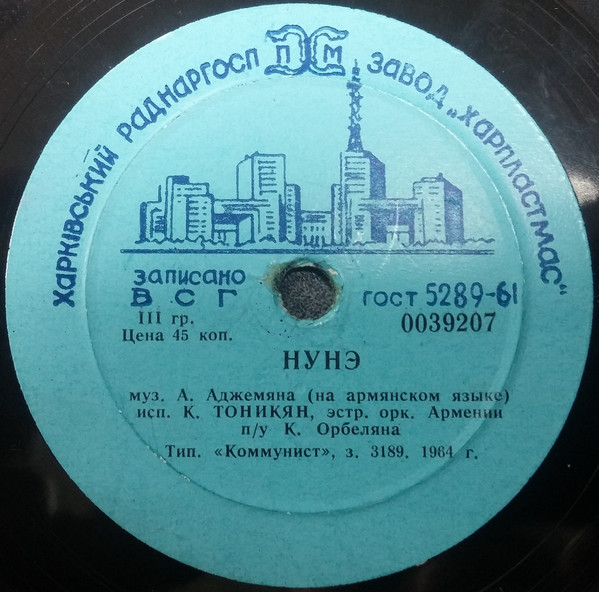 ХАРКІВСЬКИЙ РАДНАРГОСП ПХМ ЗАВОД „ХАРПЛАСТМАС“
ЗАПИСАНО
ВСГ
ГОСТ 5289-61
III гр.
Цена 45 коп.
0039207
НУНЭ
муз. А. Аджемяна (на армянском языке)
исп. К. ТОНИКЯН, эстр. орк. Армении
п/у К. Орбеляна
Тип. «Коммунист», з. 3189. 1964 г.